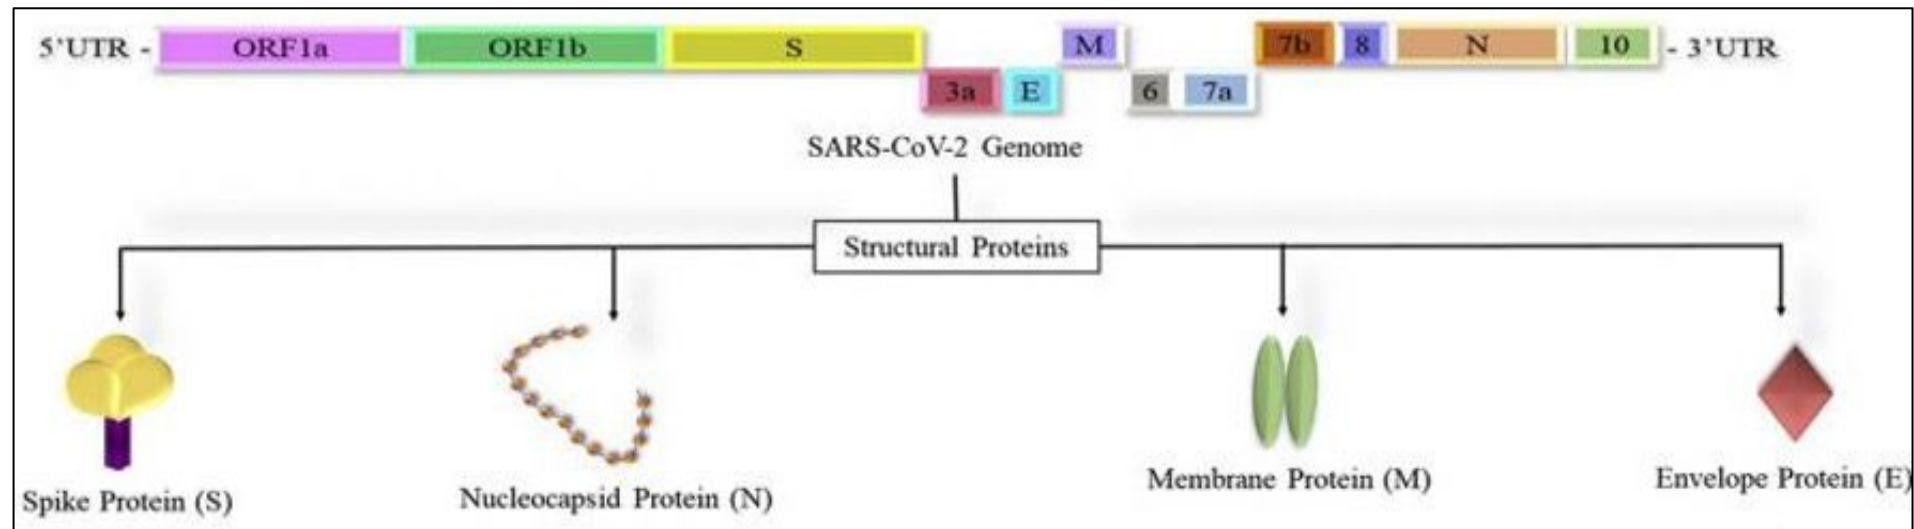 5'UTR - ORF1a ORF1b S M 7b 8 N 10 - 3'UTR
3a E 6 7a
SARS-CoV-2 Genome
Structural Proteins
Spike Protein (S)
Nucleocapsid Protein (N)
Membrane Protein (M)
Envelope Protein (E)